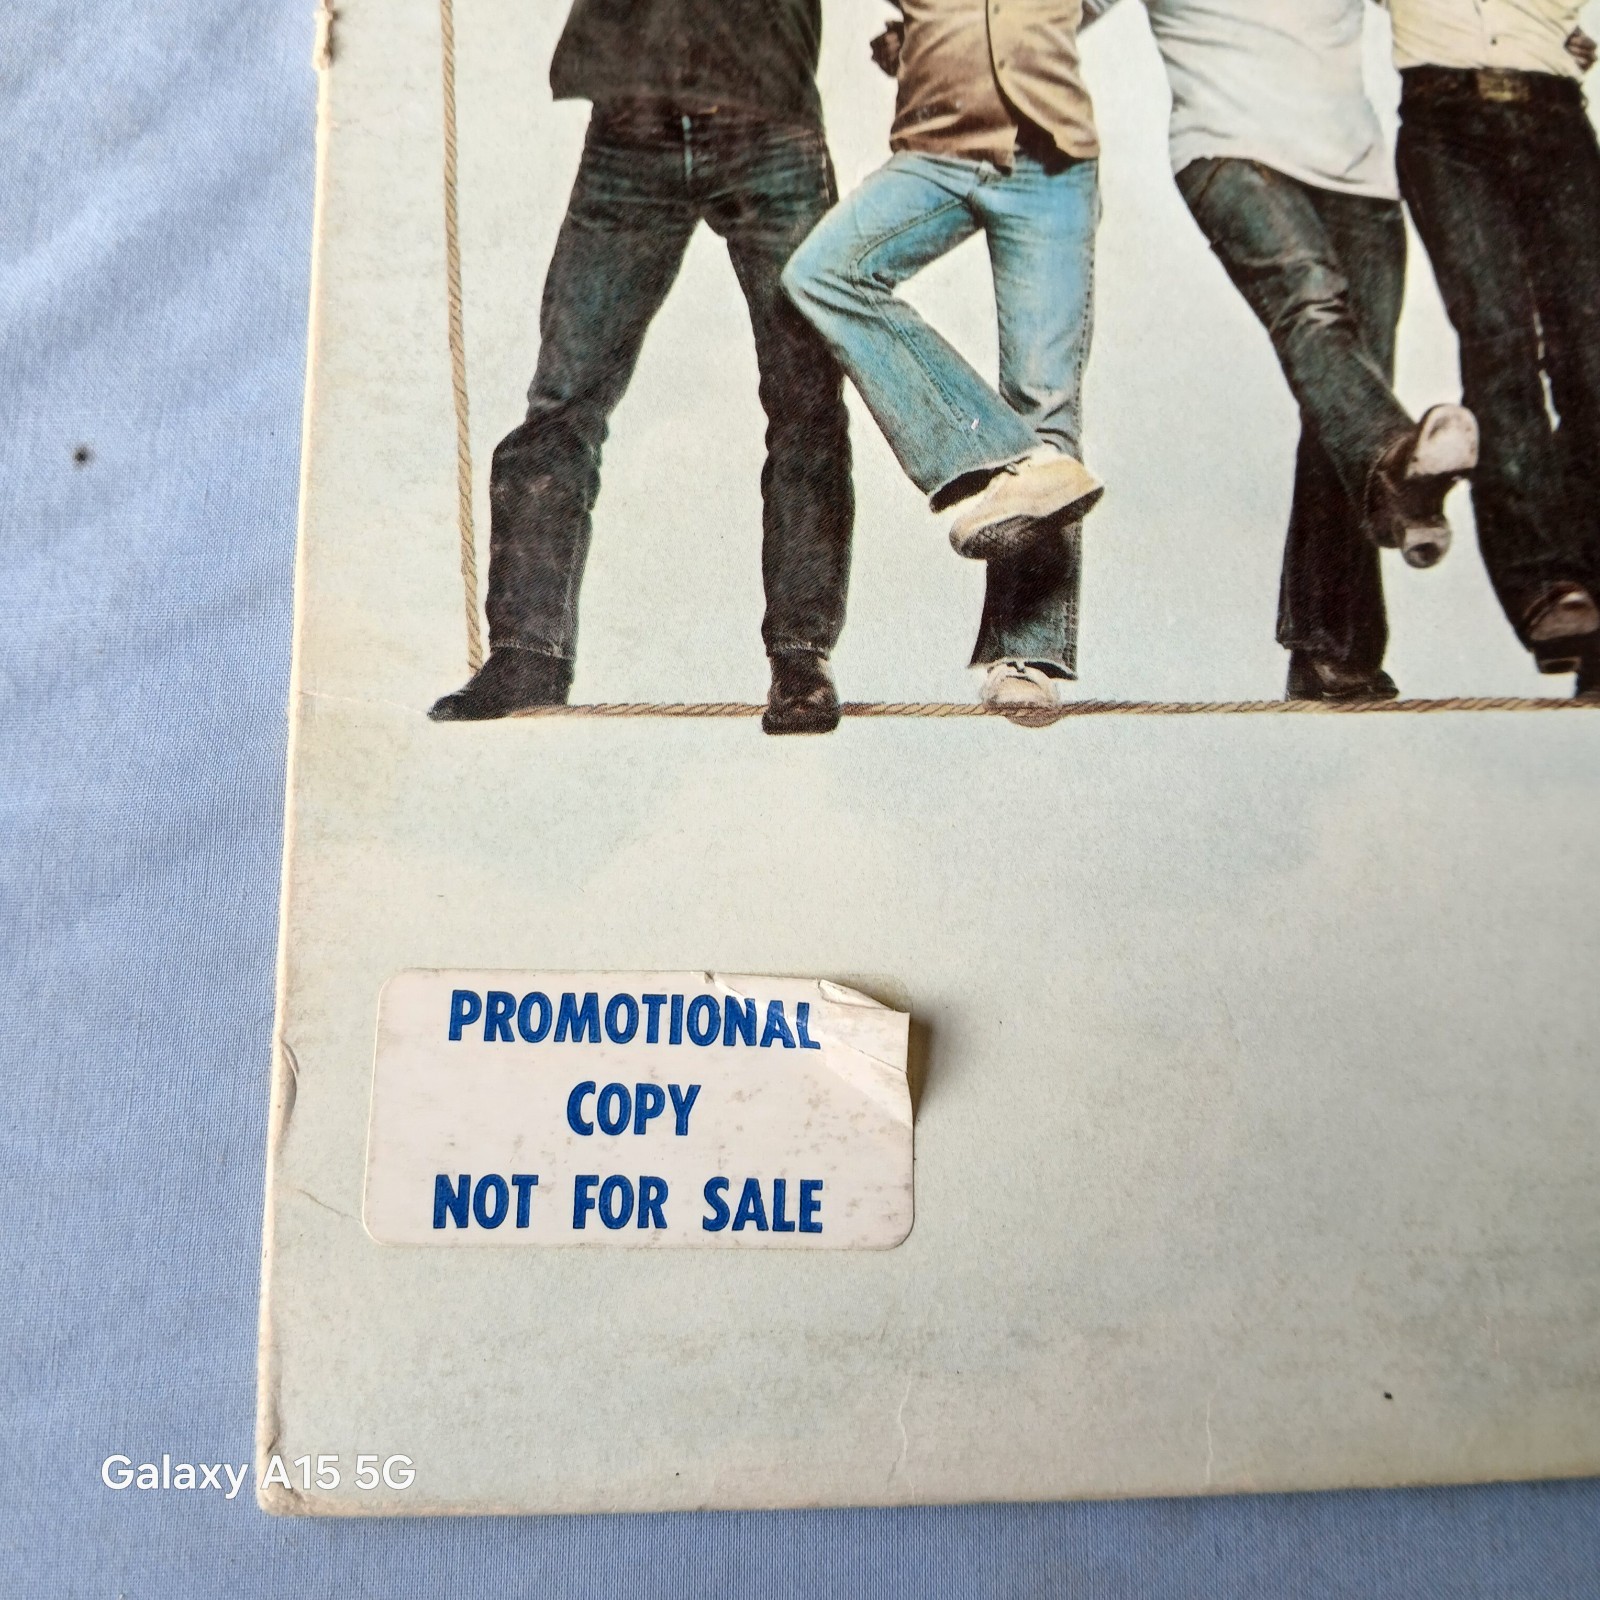 PROMOTIONAL
COPY
NOT FOR SALE
Galaxy A15 5G